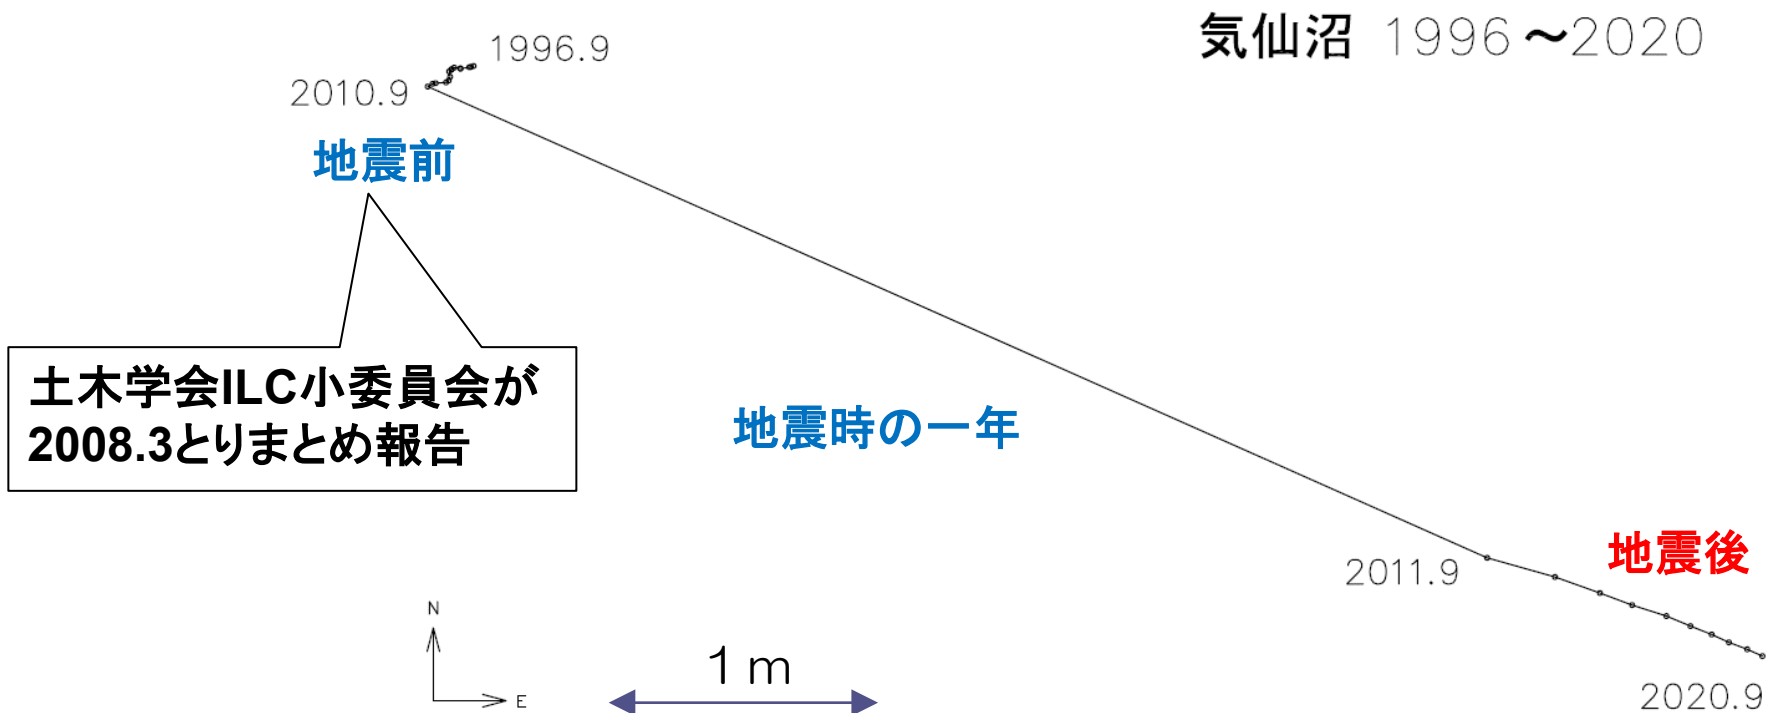 気仙沼 1996～2020
1996.9
2010.9
地震前
土木学会ILC小委員会が
2008.3とりまとめ報告
地震時の一年
地震後
2011.9
N
E
1m
2020.9